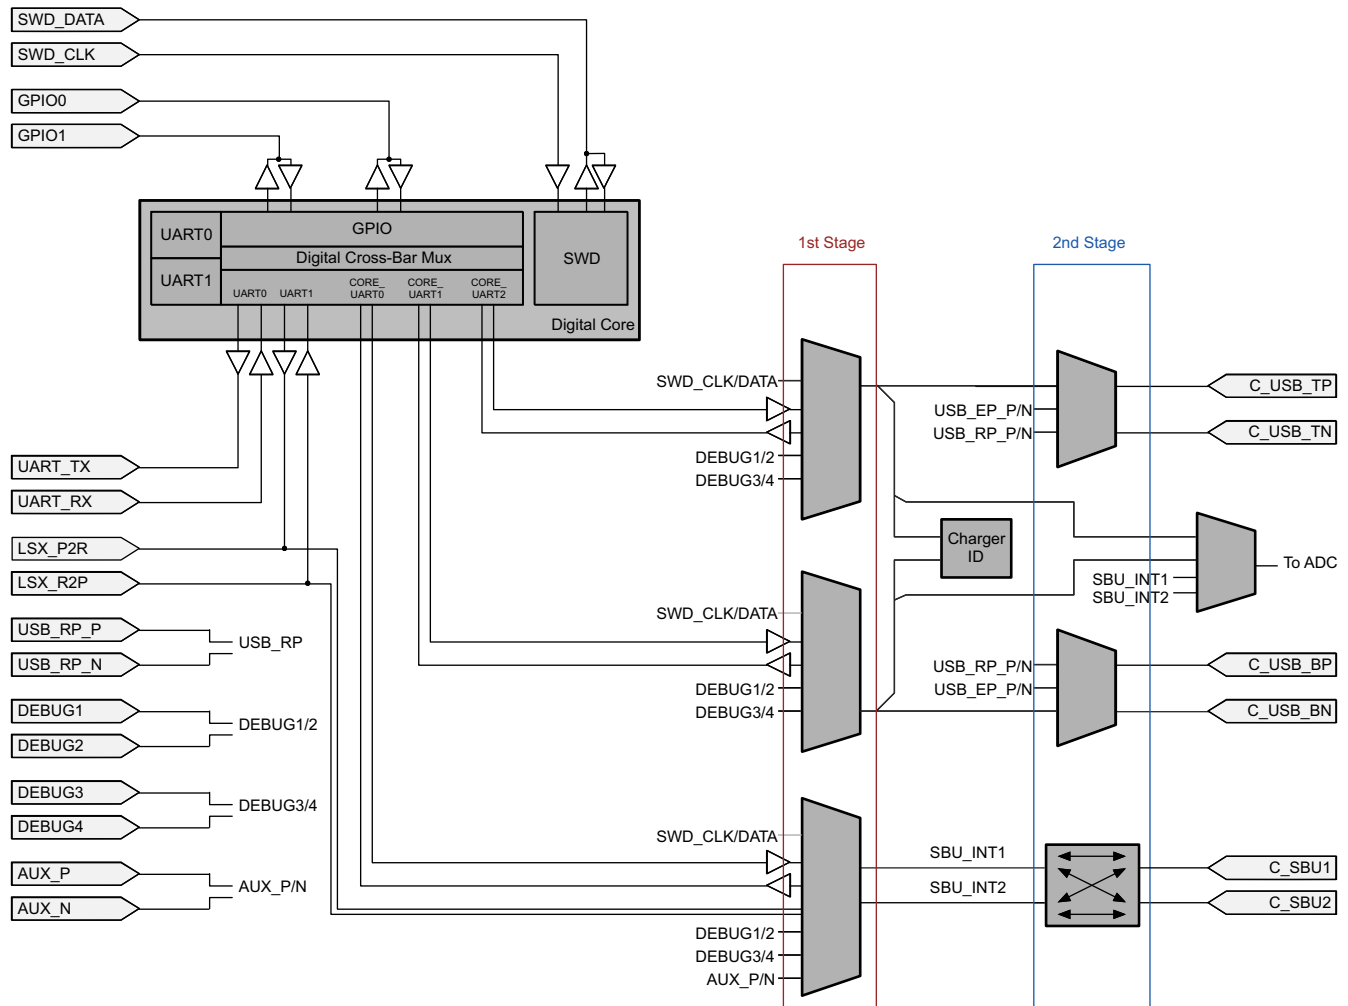 SWD_DATA
SWD_CLK
GPIO0
GPIO1
UART0
GPIO
Digital Cross-Bar Mux
SWD
UART1
UART0
UART1
CORE_
UART0
CORE_
UART1
CORE_
UART2
Digital Core
1st Stage
2nd Stage
SWD_CLK/DATA
USB_EP_P/N
USB_RP_P/N
DEBUG1/2
DEBUG3/4
C_USB_TP
C_USB_TN
UART_TX
UART_RX
LSX_P2R
LSX_R2P
Charger
ID
SBU_INT1
SBU_INT2
To ADC
USB_RP_P
USB_RP_N
USB_RP
SWD_CLK/DATA
DEBUG1/2
DEBUG3/4
USB_RP_P/N
USB_EP_P/N
C_USB_BP
C_USB_BN
DEBUG1
DEBUG2
DEBUG1/2
DEBUG3
DEBUG4
DEBUG3/4
AUX_P
AUX_N
AUX_P/N
SWD_CLK/DATA
DEBUG1/2
DEBUG3/4
AUX_P/N
SBU_INT1
SBU_INT2
C_SBU1
C_SBU2